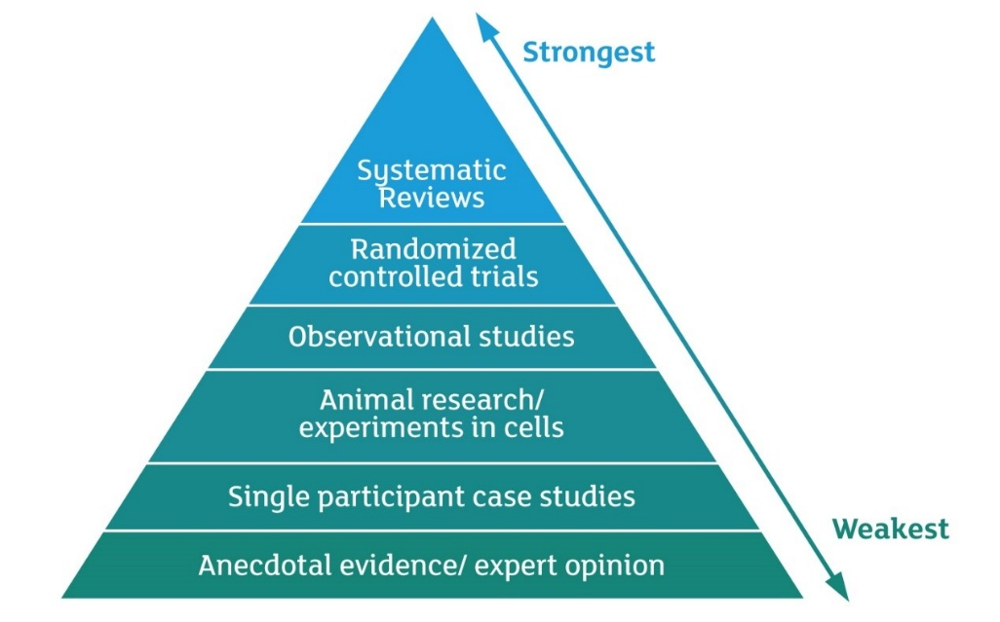 Strongest
Systematic
Reviews
Randomized
controlled trials
Observational studies
Animal research/
experiments in cells
Single participant case studies
Weakest
Anecdotal evidence/ expert opinion